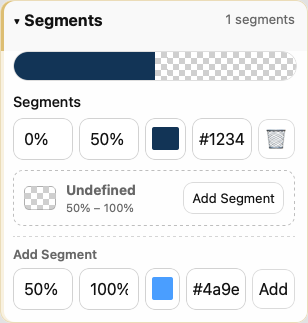 ▾ Segments 1 segments
Segments
0% 50% #1234
Undefined
50% – 100%
Add Segment
Add Segment
50% 100% #4a9e Add